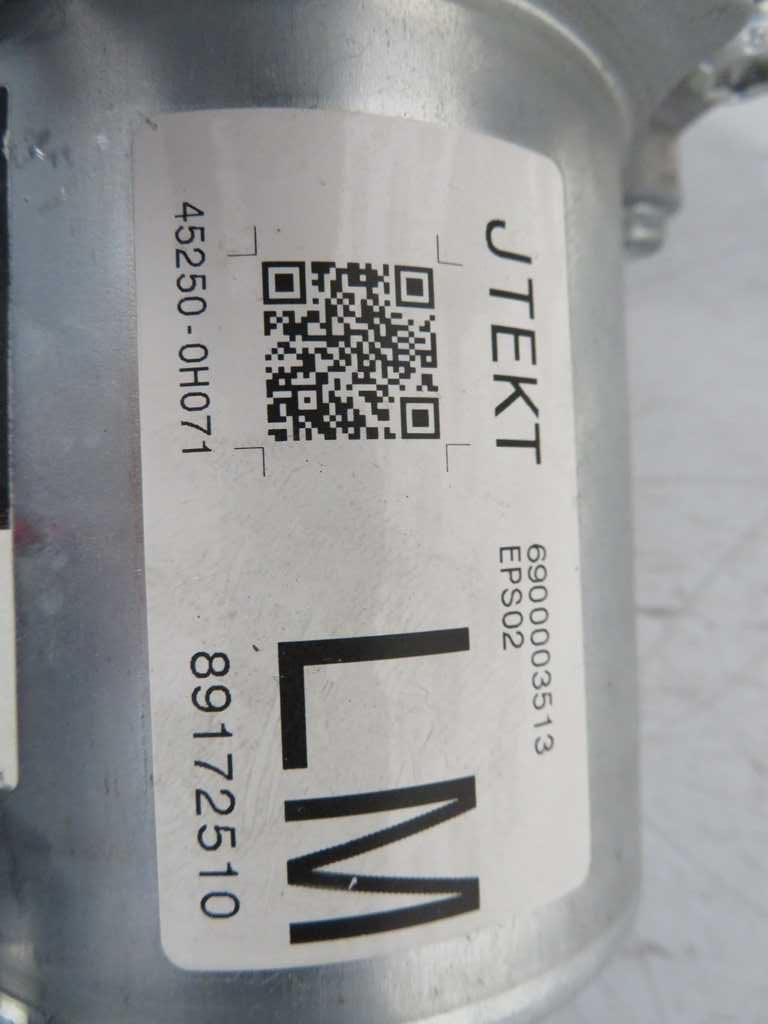 JTEKT
6900003513
EPS02
LM
45250-0H071
89172510